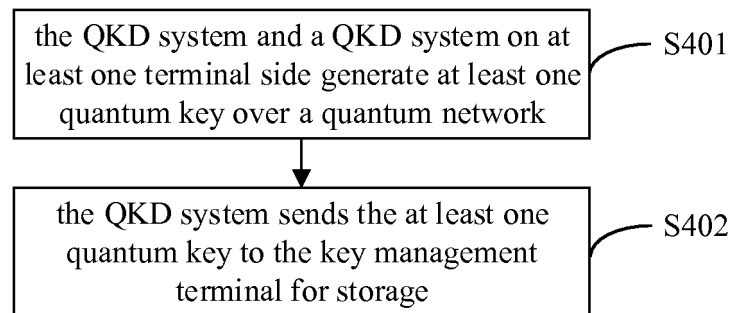 the QKD system and a QKD system on at
least one terminal side generate at least one
quantum key over a quantum network
S401
the QKD system sends the at least one
quantum key to the key management
terminal for storage
S402